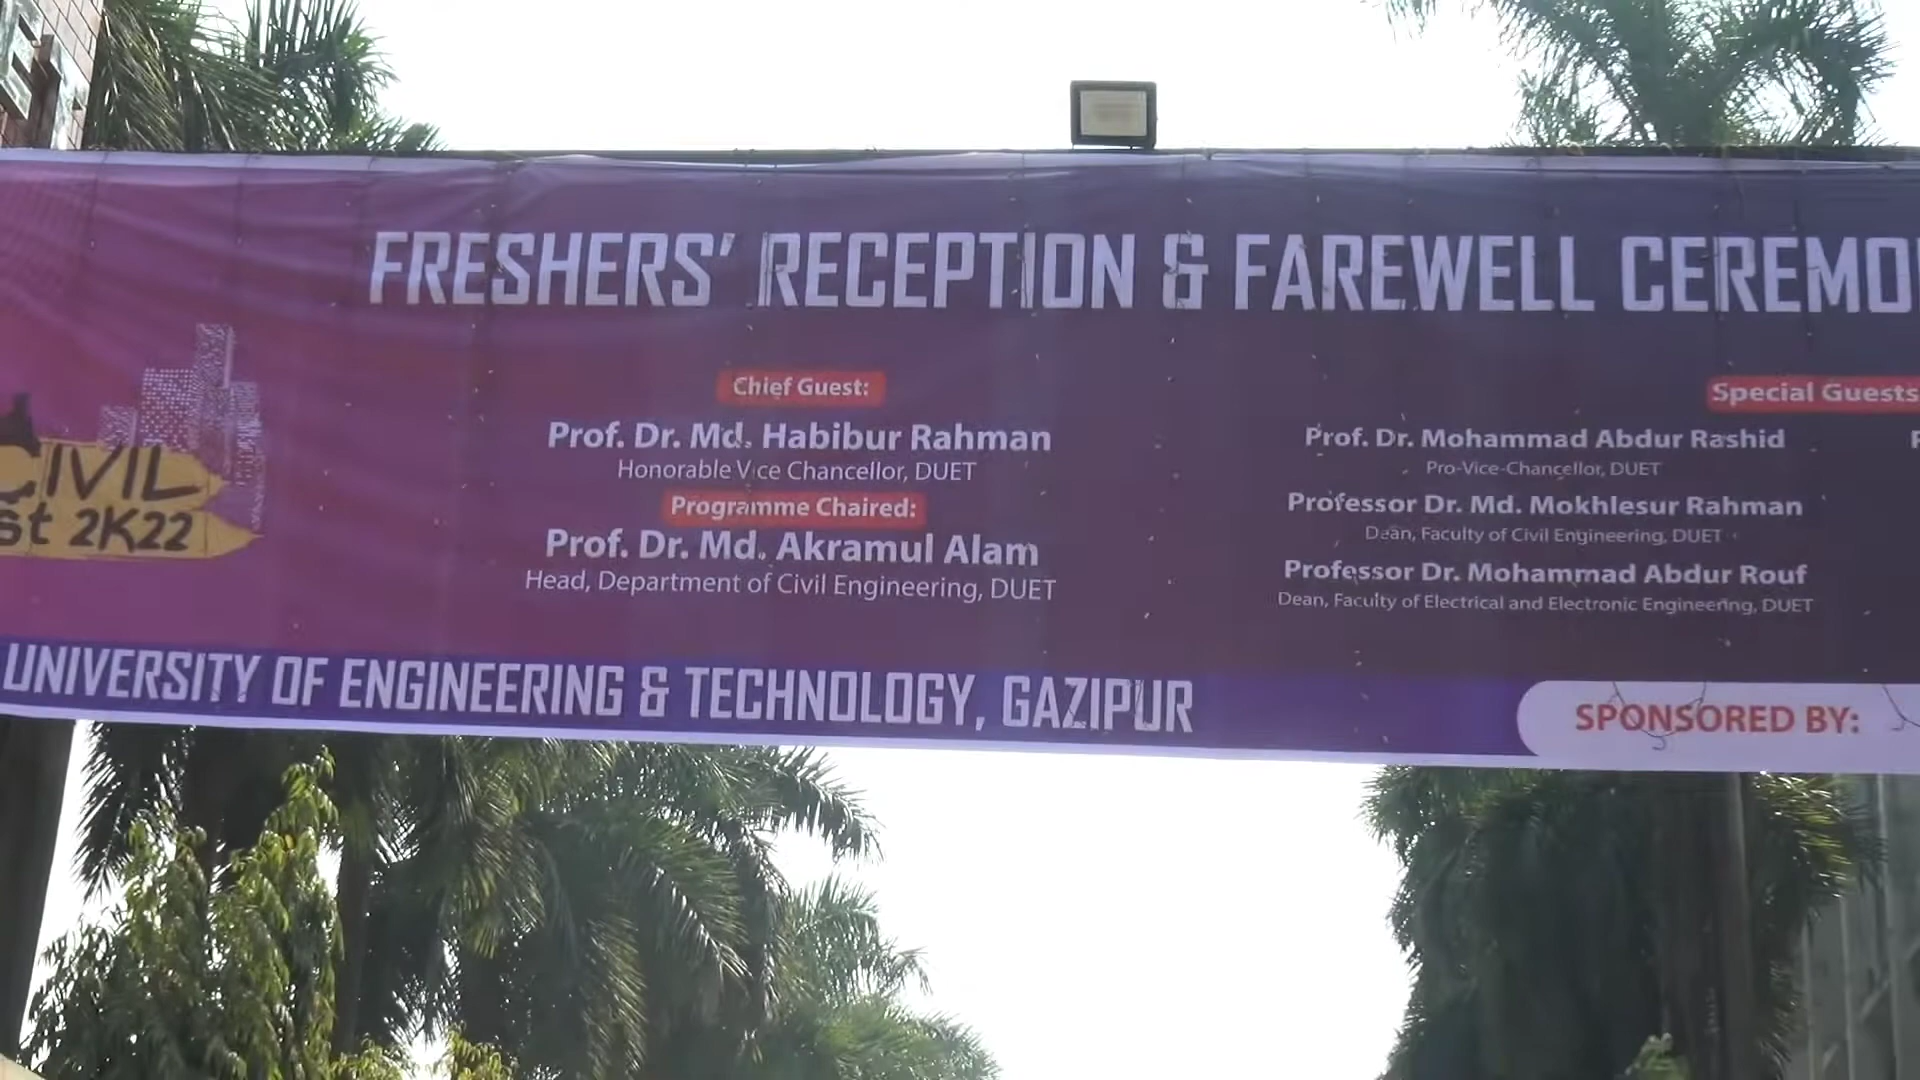 FRESHERS' RECEPTION & FAREWELL
CIVIL
2K22
Chief Guest:
Prof. Dr. Md. Habibur Rahman
Honorable Vice Chancellor, DUET
Programme Chaired:
Prof. Dr. Md. Akramul Alam
Head, Department of Civil Engineering, DUET
Special Guests
Prof. Dr. Mohammad Abdur Rashid
Pro-Vice-Chancellor, DUET
Professor Dr. Md. Mokhlesur Rahman
Dean, Faculty of Civil Engineering, DUET
Professor Dr. Mohammad Abdur Rouf
Dean, Faculty of Electrical and Electronic Engineering, DUET
UNIVERSITY OF ENGINEERING & TECHNOLOGY, GAZIPUR
SPONSORED BY: